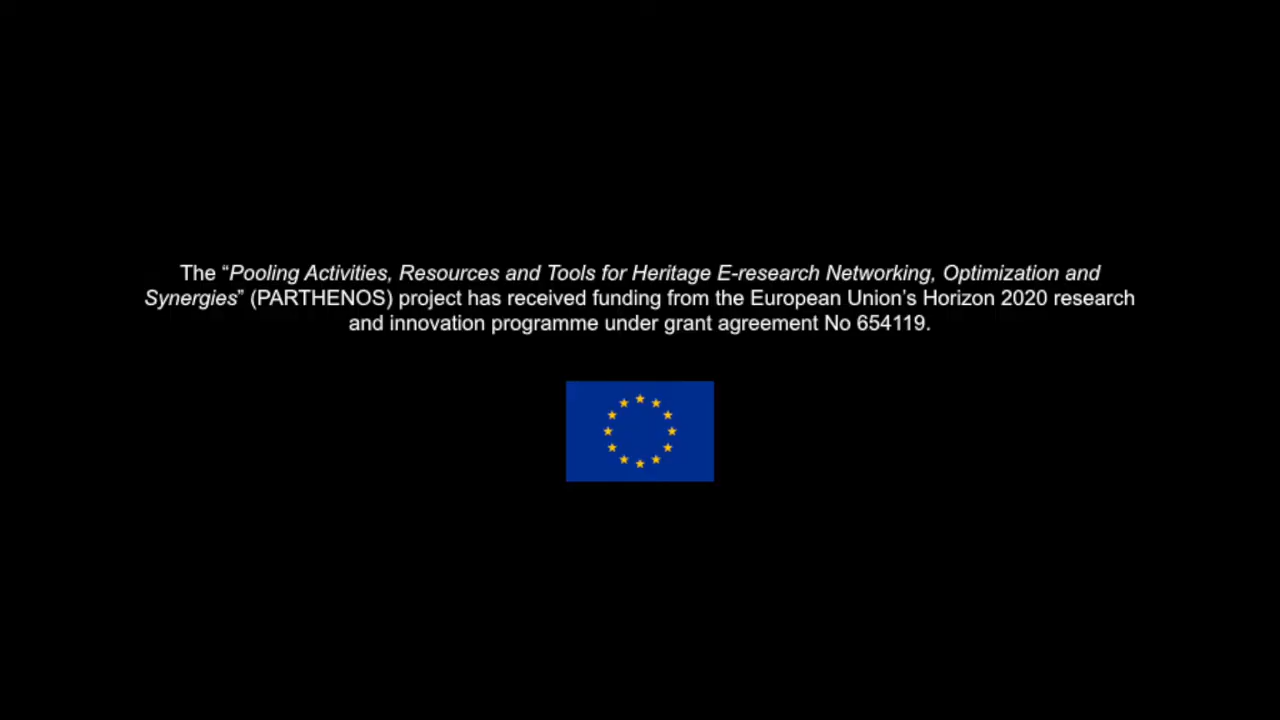 The “Pooling Activities, Resources and Tools for Heritage E-research Networking, Optimization and
Synergies” (PARTHENOS) project has received funding from the European Union’s Horizon 2020 research
and innovation programme under grant agreement No 654119.